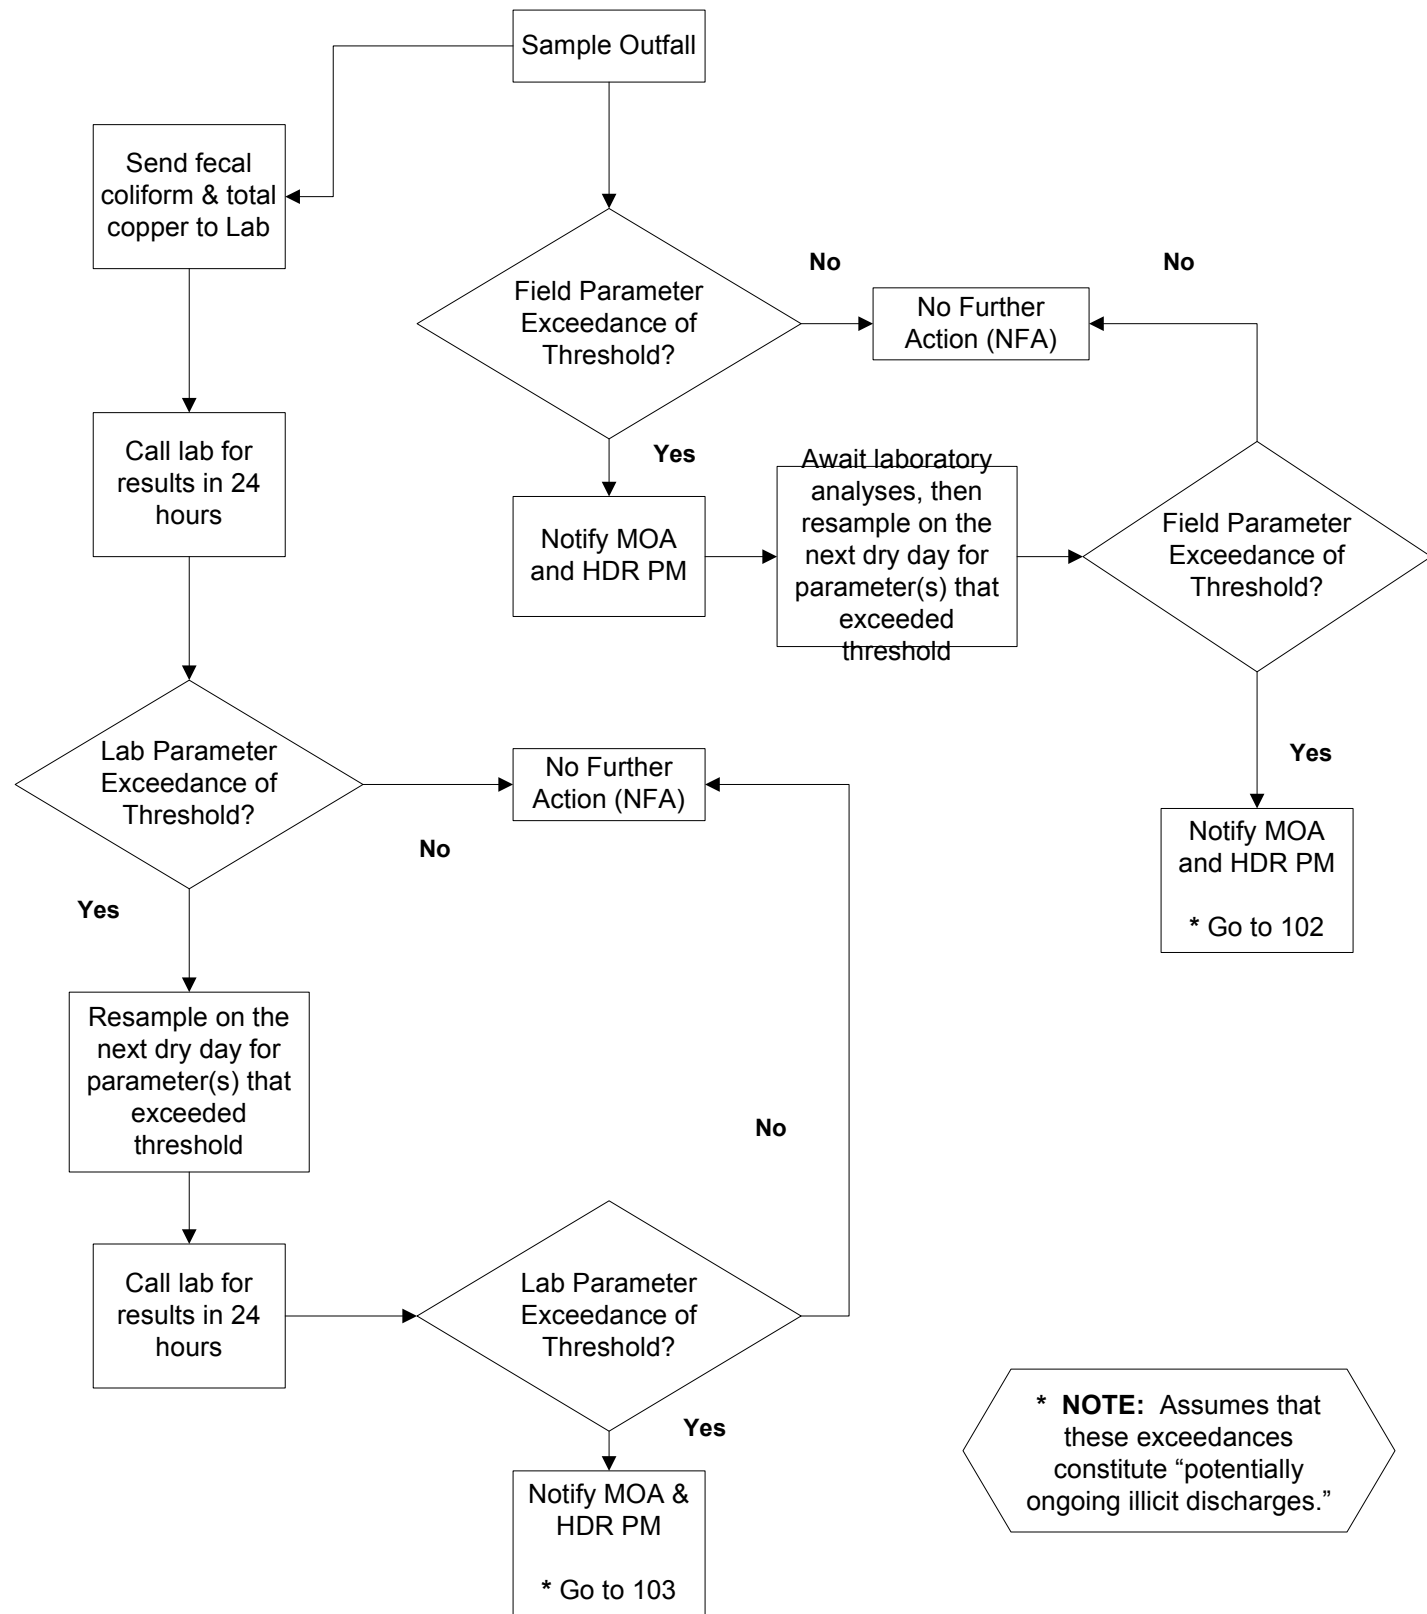 Sample Outfall
Send fecal
coliform & total
copper to Lab
No
No
Field Parameter
Exceedance of
Threshold?
No Further
Action (NFA)
Call lab for
results in 24
hours
Yes
Notify MOA
and HDR PM
Await laboratory
analyses, then
resample on the
next dry day for
parameter(s) that
exceeded
threshold
Field Parameter
Exceedance of
Threshold?
Yes
Notify MOA
and HDR PM
* Go to 102
Lab Parameter
Exceedance of
Threshold?
No Further
Action (NFA)
No
Yes
Resample on the
next dry day for
parameter(s) that
exceeded
threshold
No
Call lab for
results in 24
hours
Lab Parameter
Exceedance of
Threshold?
Yes
Notify MOA &
HDR PM
* Go to 103
* NOTE: Assumes that
these exceedances
constitute “potentially
ongoing illicit discharges.”